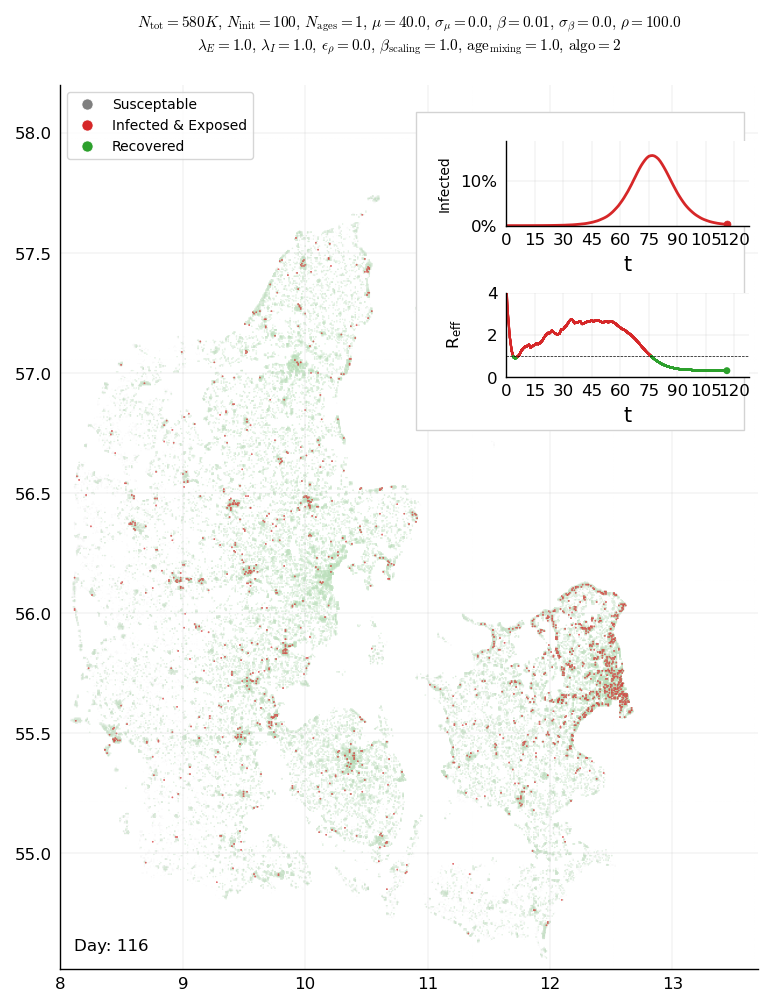 N_tot = 580K, N_init = 100, N_ages = 1, μ = 40.0, σ_μ = 0.0, β = 0.01, σ_β = 0.0, ρ = 100.0
λ_E = 1.0, λ_I = 1.0, ϵ_ρ = 0.0, β_scaling = 1.0, age_mixing = 1.0, algo = 2
Susceptable
Infected & Exposed
Recovered
Infected
10%
0%
0 15 30 45 60 75 90 105 120
t
R_eff
4
2
0
0 15 30 45 60 75 90 105 120
t
58.0
57.5
57.0
56.5
56.0
55.5
55.0
Day: 116
8 9 10 11 12 13